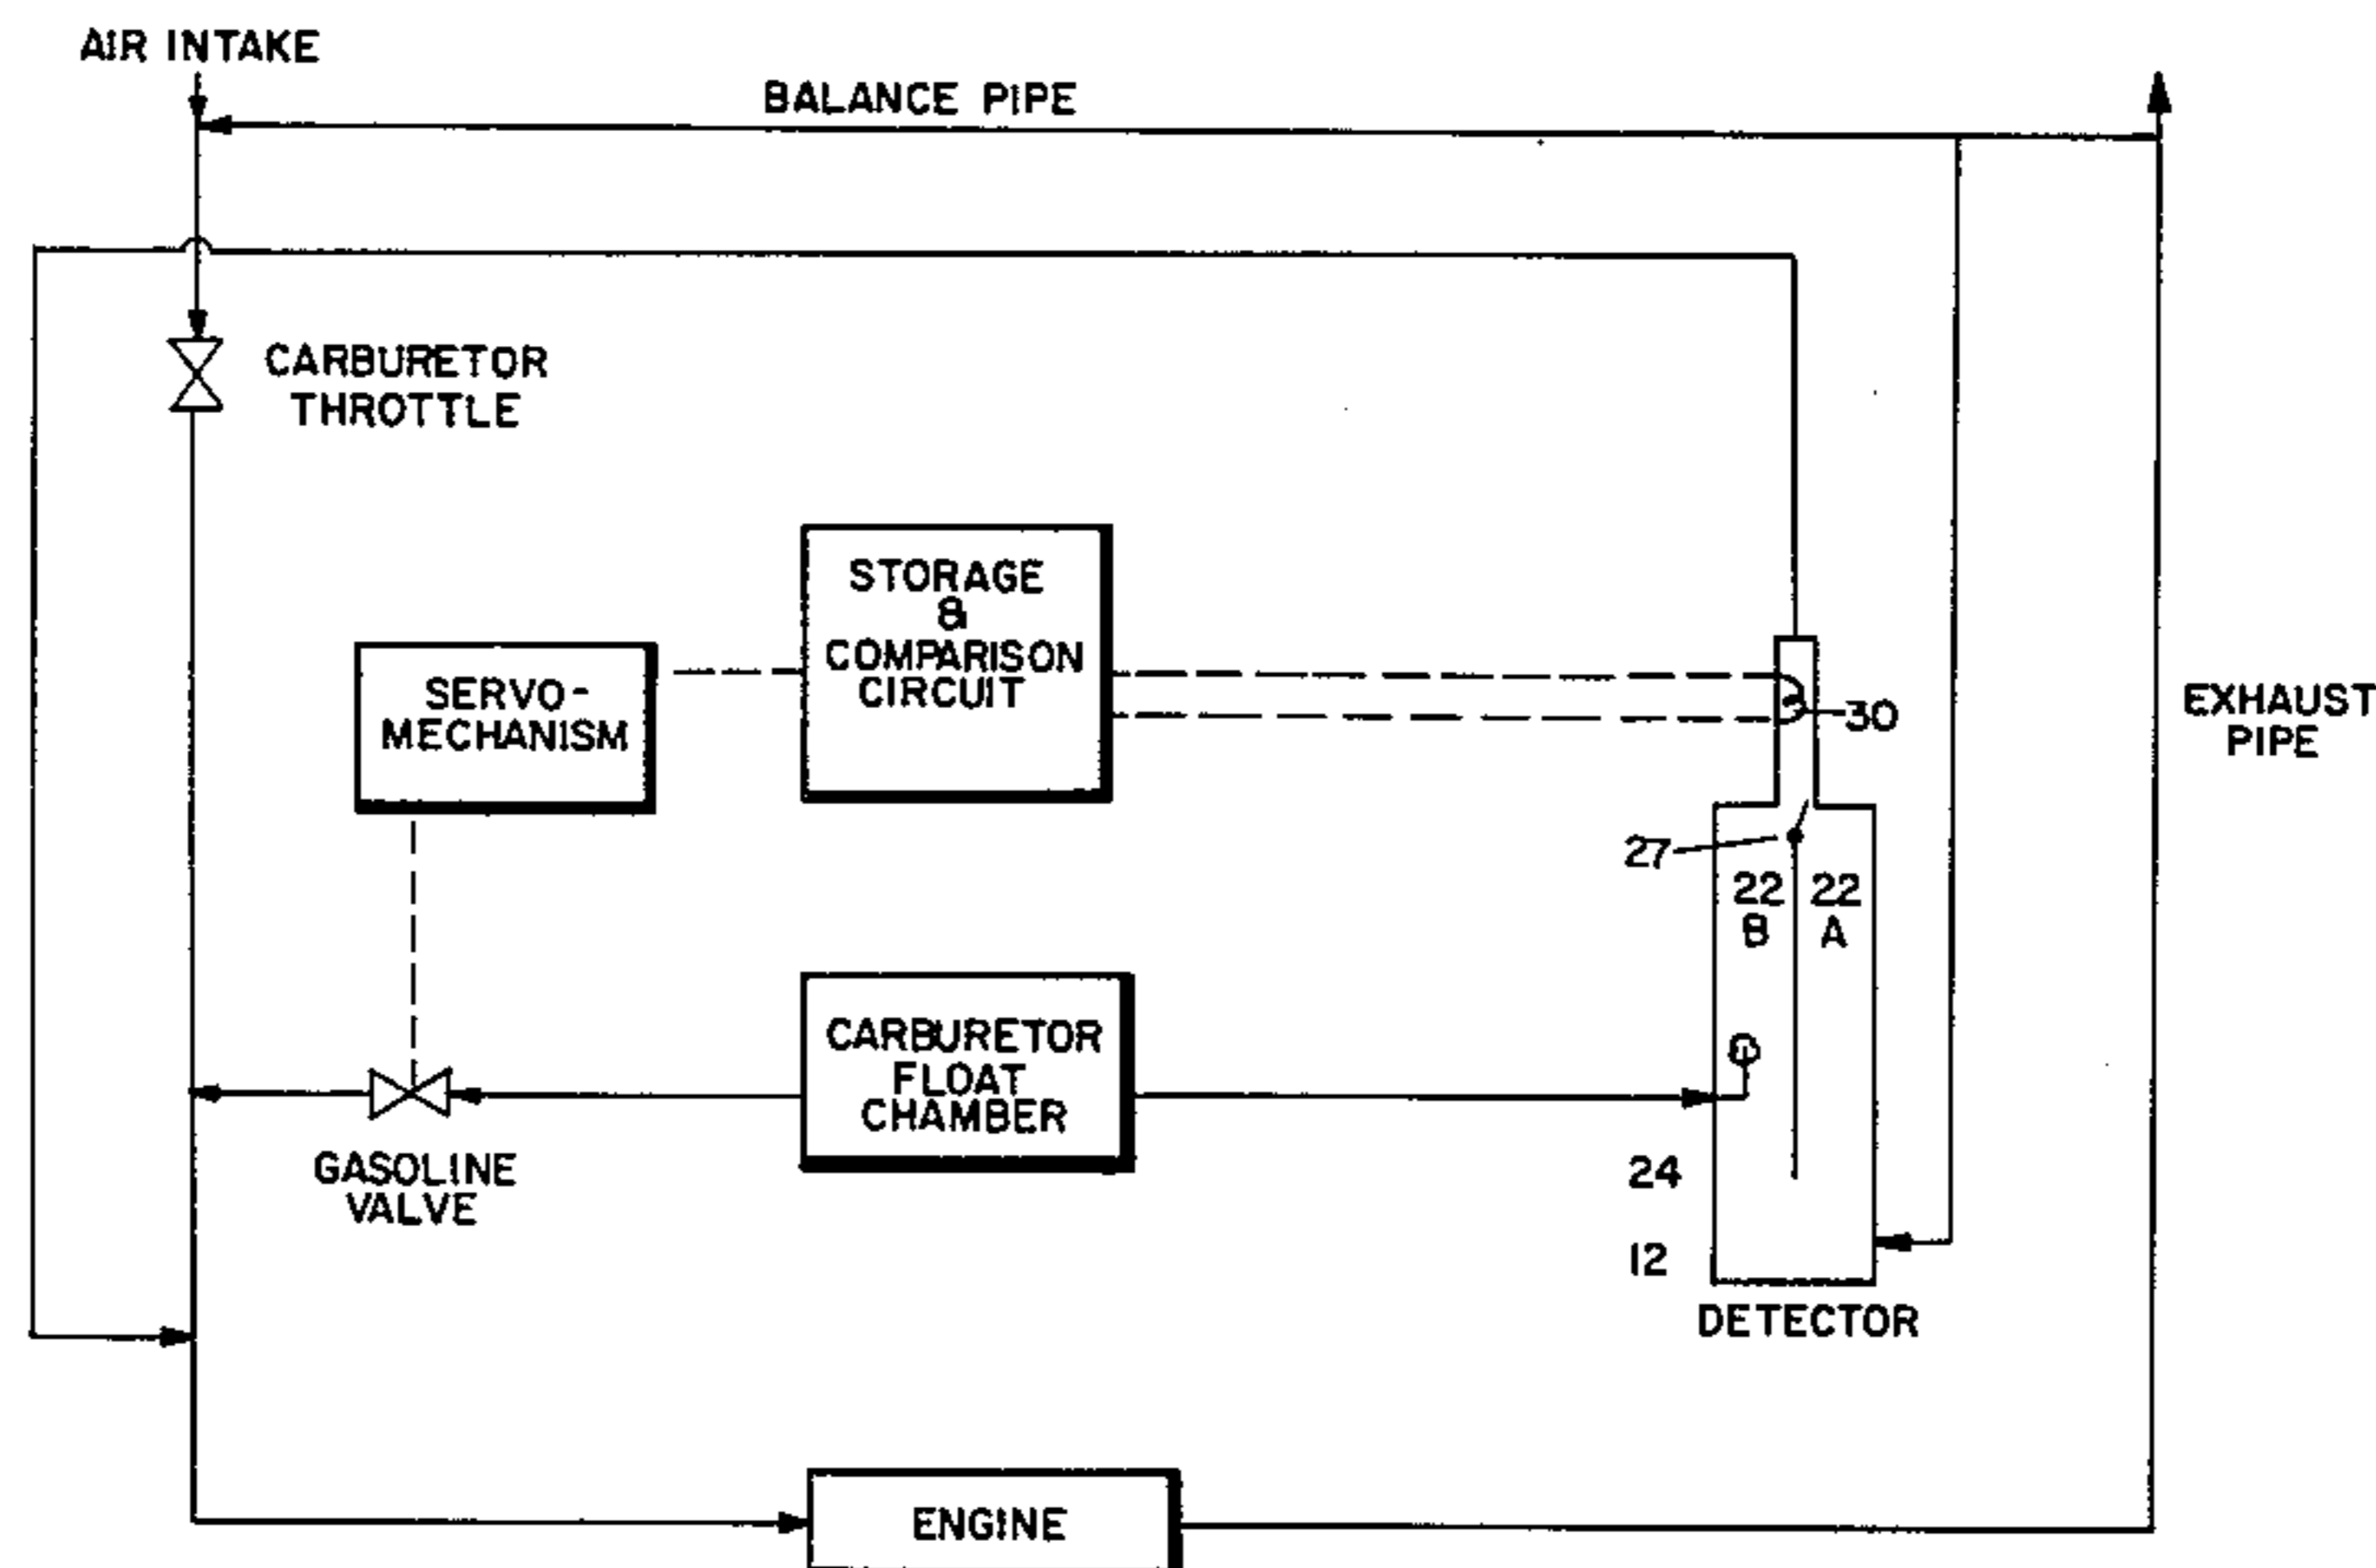 AIR INTAKE
BALANCE PIPE
CARBURETOR
THROTTLE
STORAGE
&
COMPARISON
CIRCUIT
SERVO-
MECHANISM
30
EXHAUST
PIPE
27
22
B
22
A
CARBURETOR
FLOAT
CHAMBER
GASOLINE
VALVE
24
12
DETECTOR
ENGINE